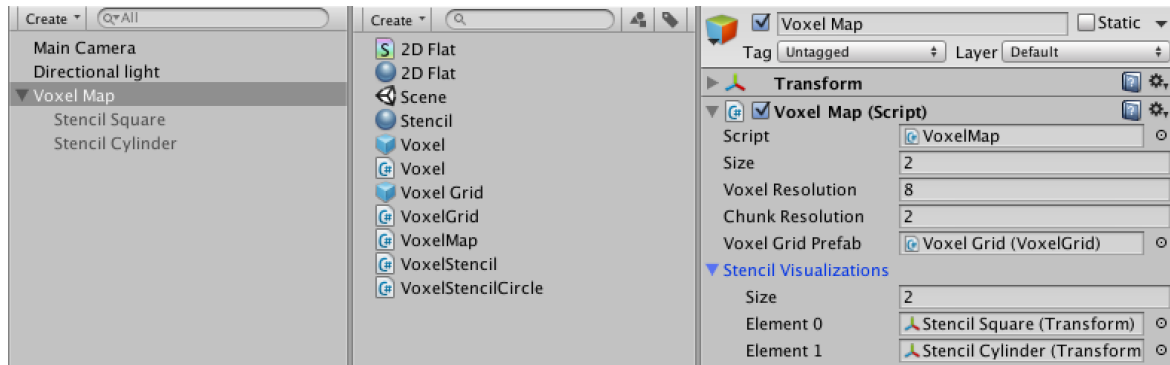 Create
All
Main Camera
Directional light
Voxel Map
Stencil Square
Stencil Cylinder
Create
S 2D Flat
2D Flat
Scene
Stencil
Voxel
C# Voxel
Voxel Grid
C# VoxelGrid
C# VoxelMap
C# VoxelStencil
C# VoxelStencilCircle
Voxel Map Static
Tag Untagged Layer Default
Transform
C# Voxel Map (Script)
Script VoxelMap
Size 2
Voxel Resolution 8
Chunk Resolution 2
Voxel Grid Prefab Voxel Grid (VoxelGrid)
Stencil Visualizations
Size 2
Element 0 Stencil Square (Transform)
Element 1 Stencil Cylinder (Transform